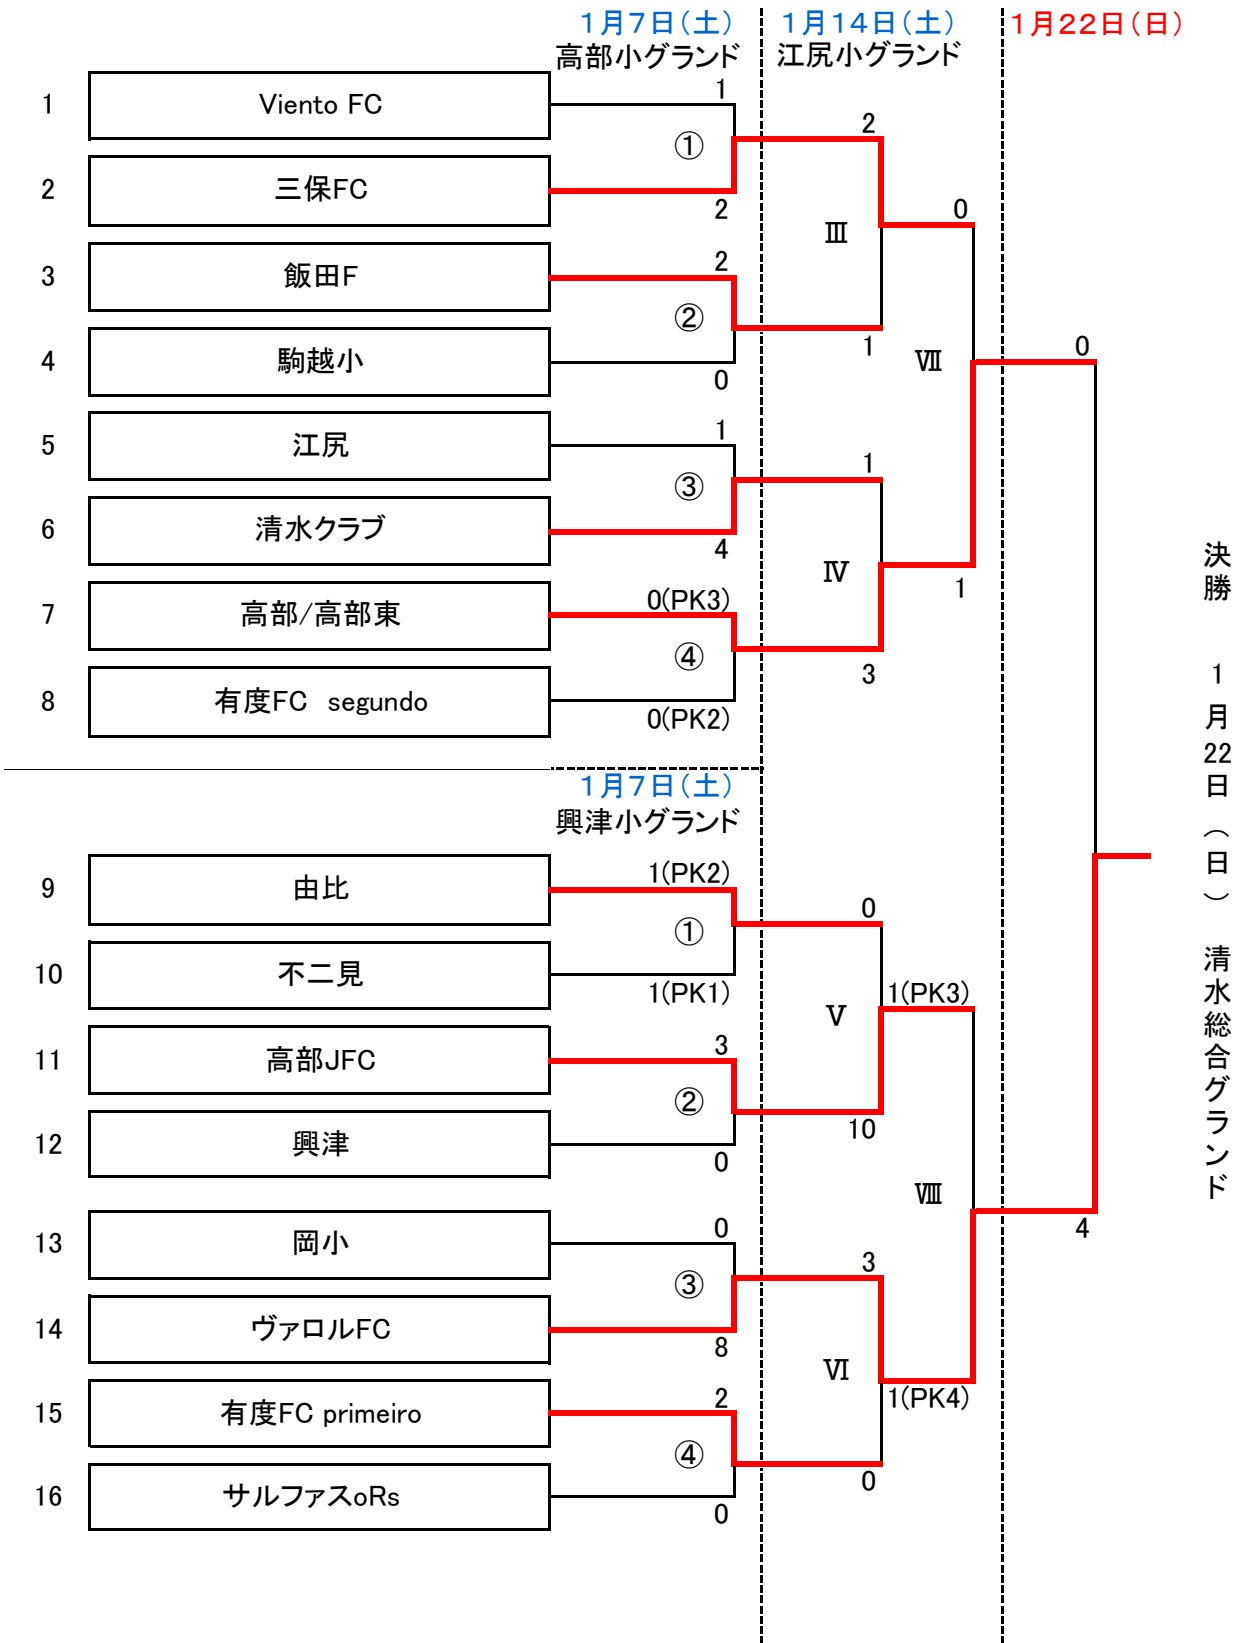 1月7日(土)
1月14日(土)
1月22日(日)
高部小グランド
江尻小グランド
1 Viento FC 1
① 2
2 三保FC 2
Ⅲ 0
3 飯田F 2
② 1
4 駒越小 0
Ⅶ 0
5 江尻 1
③ 1
6 清水クラブ 4
Ⅳ 1
7 高部/高部東 0(PK3)
④ 3
8 有度FC segundo 0(PK2)
1月7日(土)
興津小グランド
9 由比 1(PK2)
① 0
10 不二見 1(PK1)
Ⅴ 1(PK3)
11 高部JFC 3
② 10
12 興津 0
Ⅷ 4
13 岡小 0
③ 3
14 ヴァロルFC 8
Ⅵ 1(PK4)
15 有度FC primeiro 2
④ 0
16 サルファスoRs 0
決勝 1月22日(日) 清水総合グランド